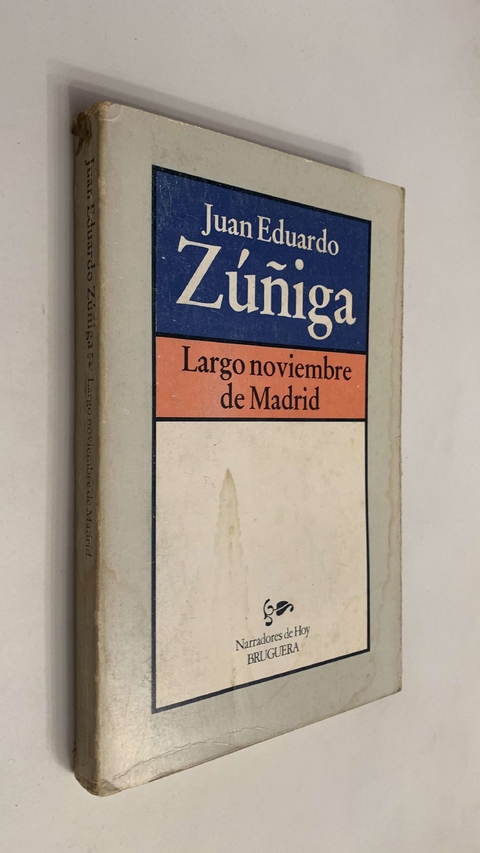 Juan Eduardo
Zúñiga
Largo noviembre
de Madrid
Narradores de Hoy
BRUGUERA
Juan Eduardo Zúñiga Largo noviembre de Madrid